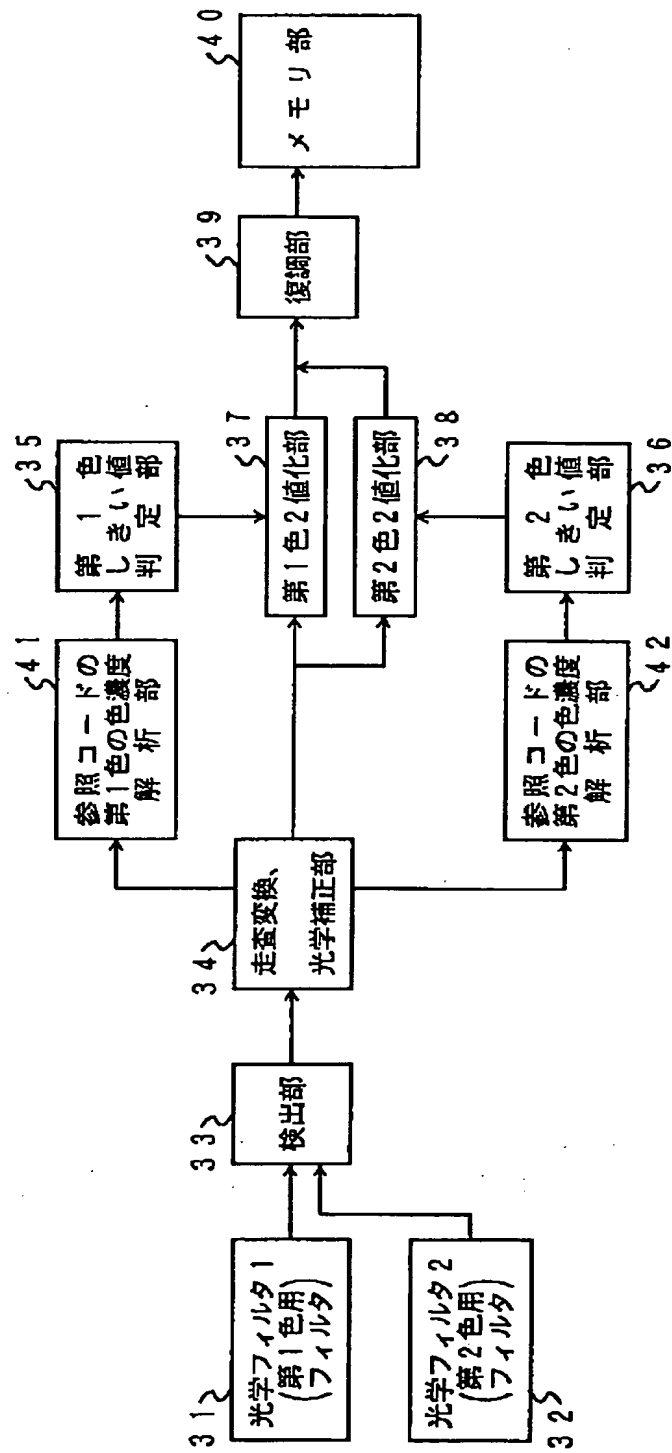 31
光学フィルタ1
(第1色用)
(フィルタ)
32
光学フィルタ2
(第2色用)
(フィルタ)
33
検出部
34
走査変換、
光学補正部
41
参照コードの
第1色の色濃度
解析部
42
参照コードの
第2色の色濃度
解析部
35
第1色
しきい値部
判定
36
第2色
しきい値部
判定
37
第1色2値化部
38
第2色2値化部
39
復調部
40
メモリ部